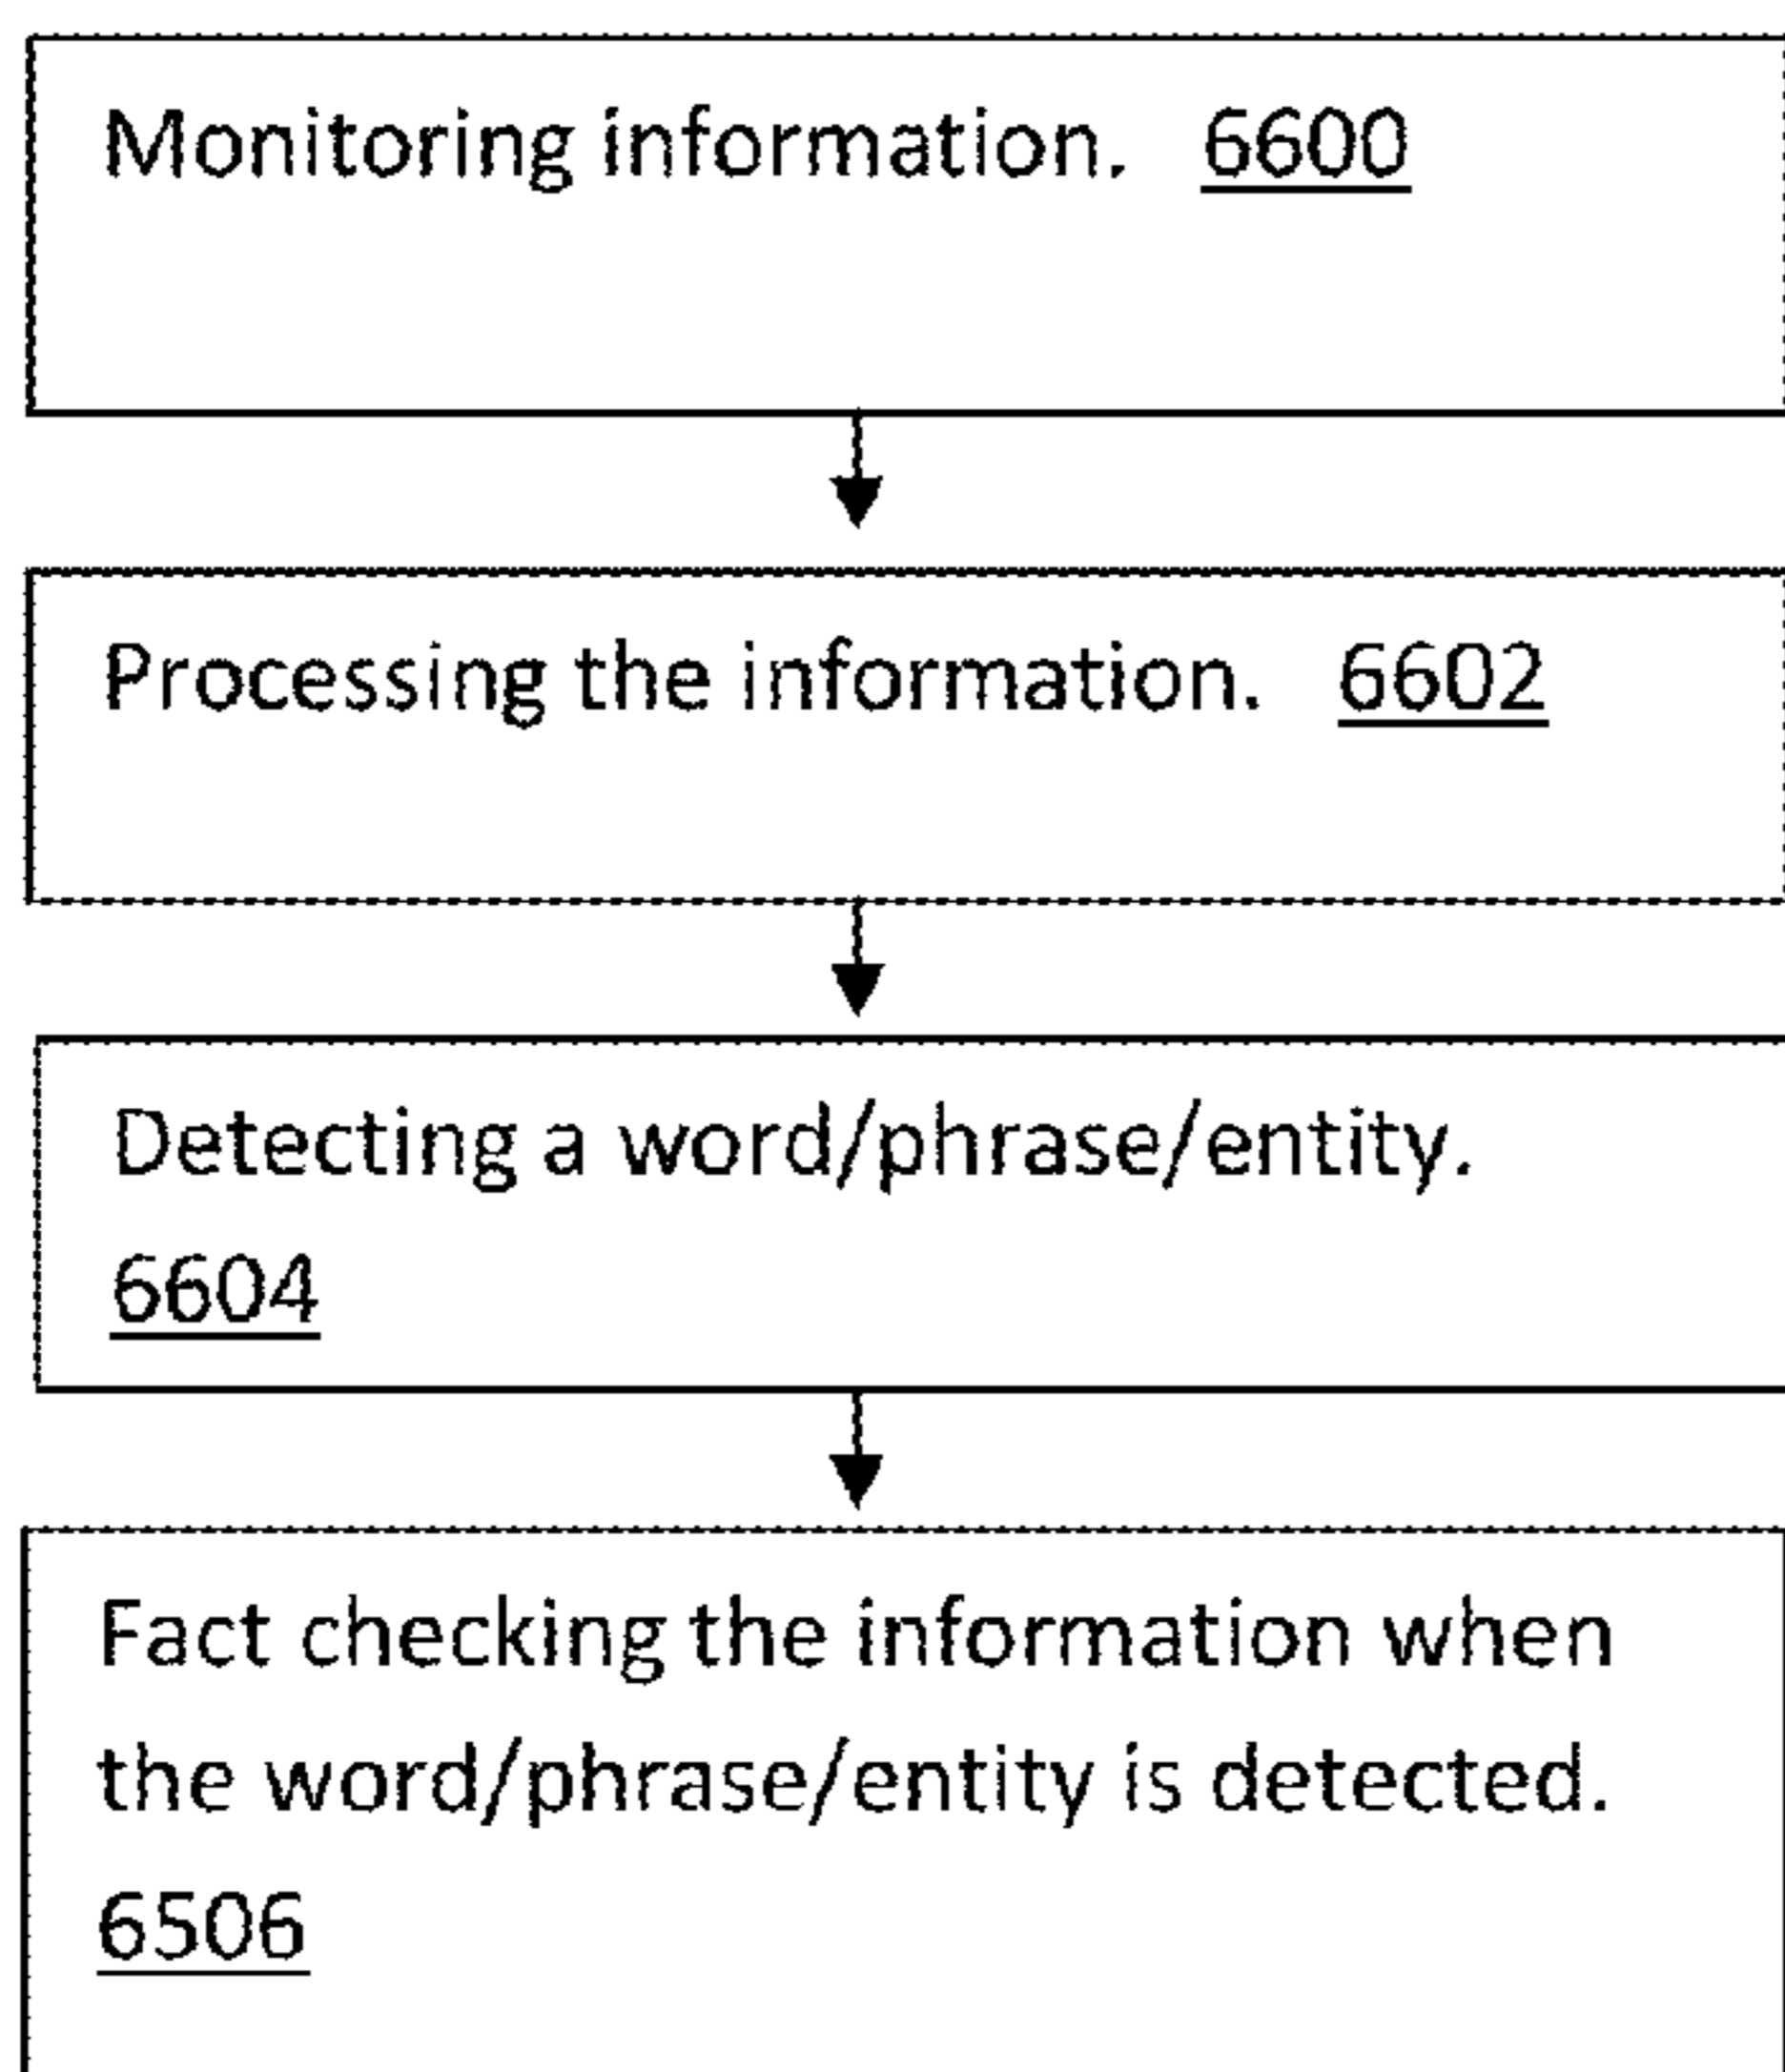 Monitoring information. 6600
Processing the information. 6602
Detecting a word/phrase/entity.
6604
Fact checking the information when
the word/phrase/entity is detected.
6506